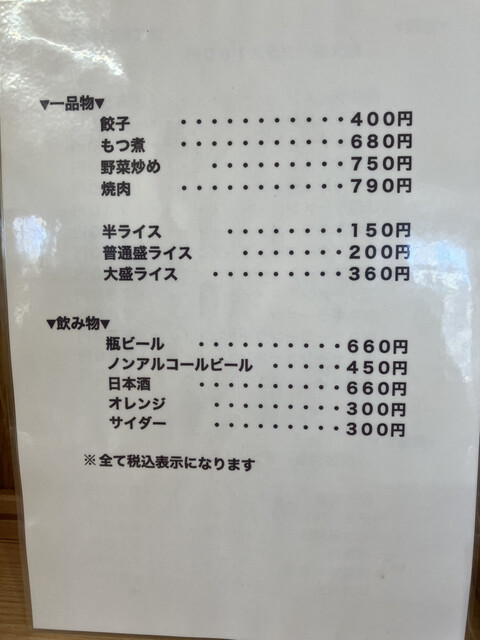 ▼一品物▼
餃子 ・・・・・・・・・・・４００円
もつ煮 ・・・・・・・・・・・６８０円
野菜炒め ・・・・・・・・・７５０円
焼肉 ・・・・・・・・・・・７９０円
半ライス ・・・・・・・・１５０円
普通盛ライス ・・・・・・・２００円
大盛ライス ・・・・・・・・・３６０円
▼飲み物▼
瓶ビール ・・・・・・・・・・６６０円
ノンアルコールビール ・・・・・４５０円
日本酒 ・・・・・・・・・・６６０円
オレンジ ・・・・・・・・・３００円
サイダー ・・・・・・・・・３００円
※全て税込表示になります